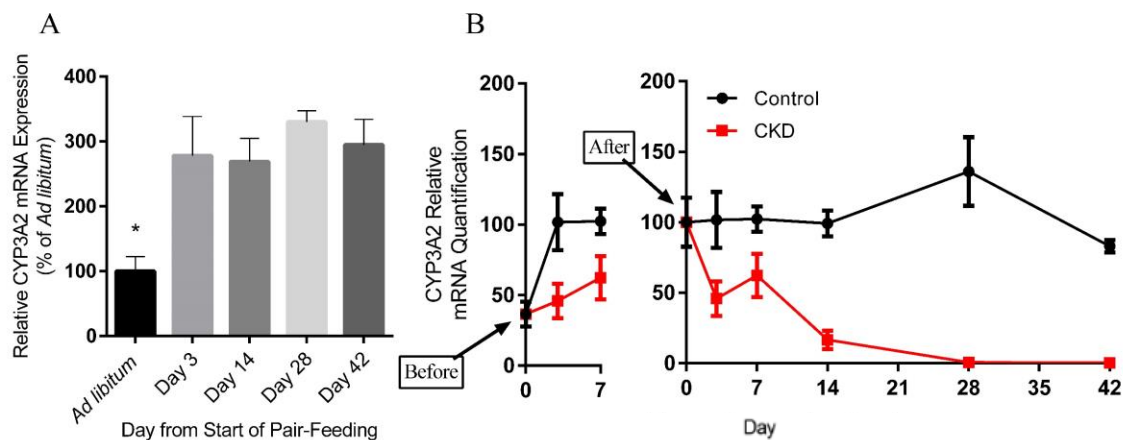 A
Relative CYP3A2 mRNA Expression
(% of Ad libitum)
400
300
200
100
0
*
Ad libitum
Day 3
Day 14
Day 28
Day 42
Day from Start of Pair-Feeding
B
CYP3A2 Relative
mRNA Quantification
200
150
100
50
0
0
7
Before
After
200
150
100
50
0
0
7
14
21
28
35
42
Control
CKD
Day